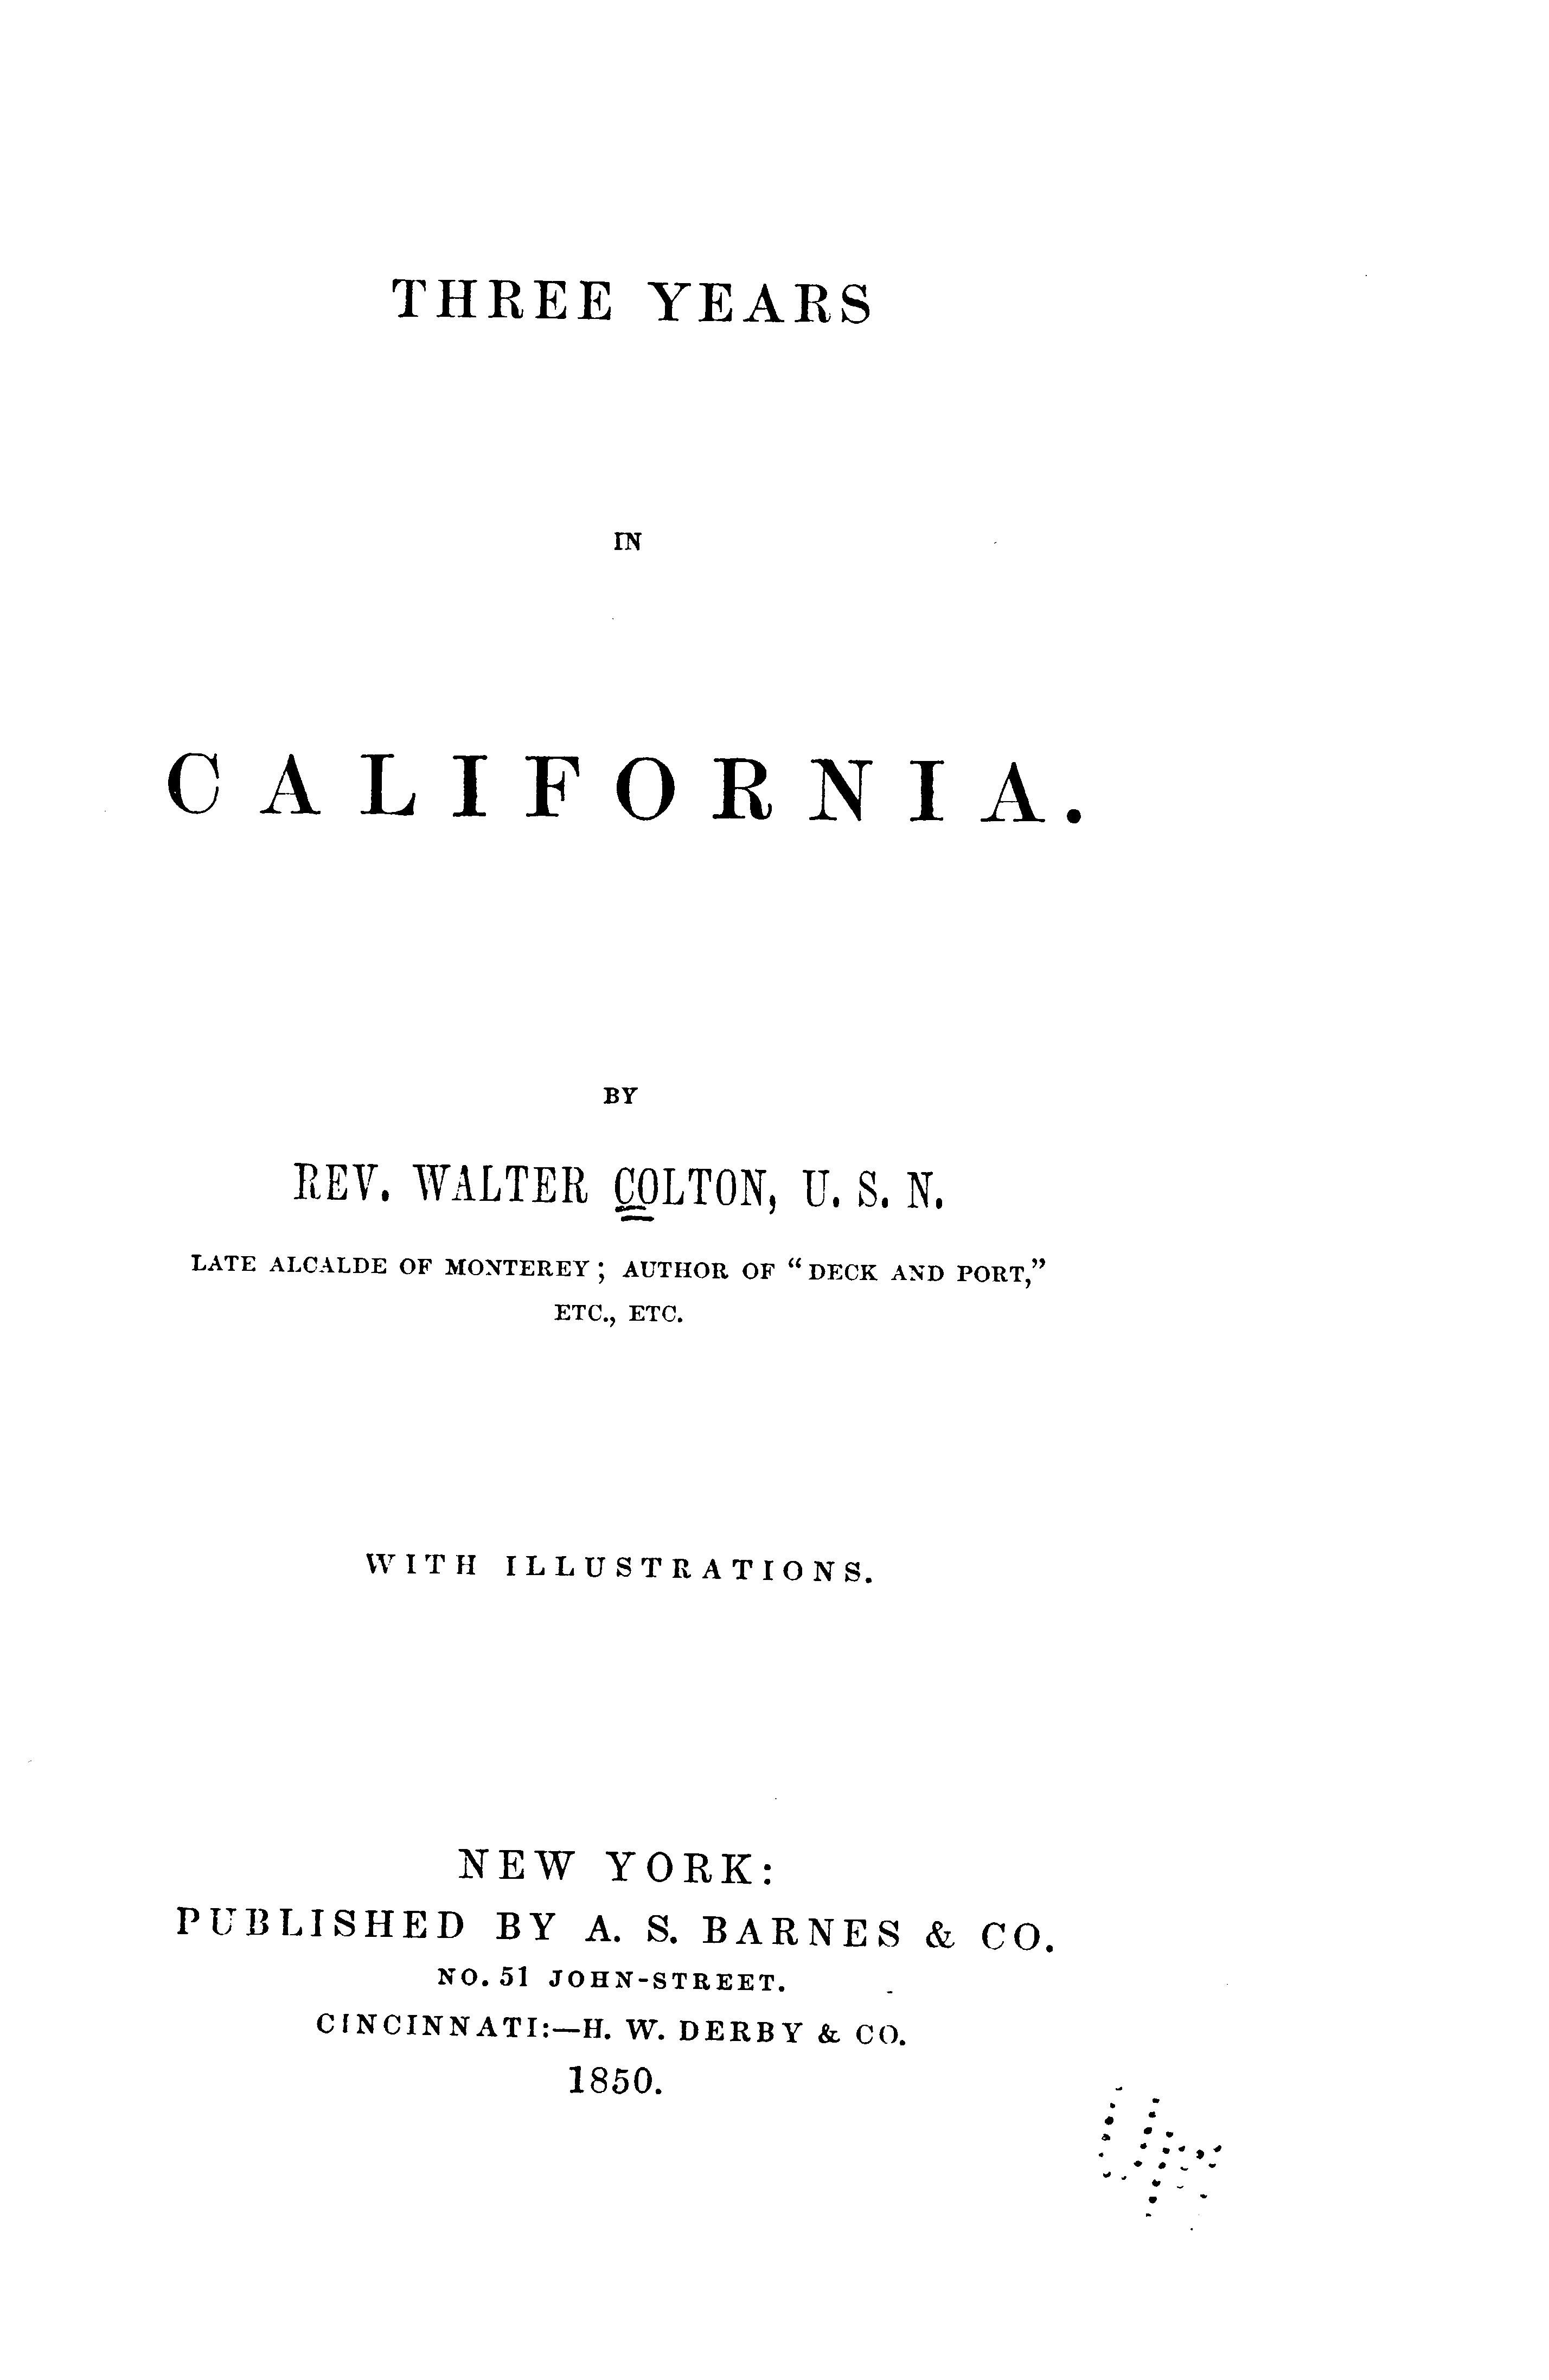 THREE YEARS
IN
CALIFORNIA.
BY
REV. WALTER COLTON, U. S. N.
LATE ALCALDE OF MONTEREY; AUTHOR OF “DECK AND PORT,”
ETC., ETC.
WITH ILLUSTRATIONS.
NEW YORK:
PUBLISHED BY A. S. BARNES & CO.
NO. 51 JOHN-STREET.
CINCINNATI:—H. W. DERBY & CO.
1850.